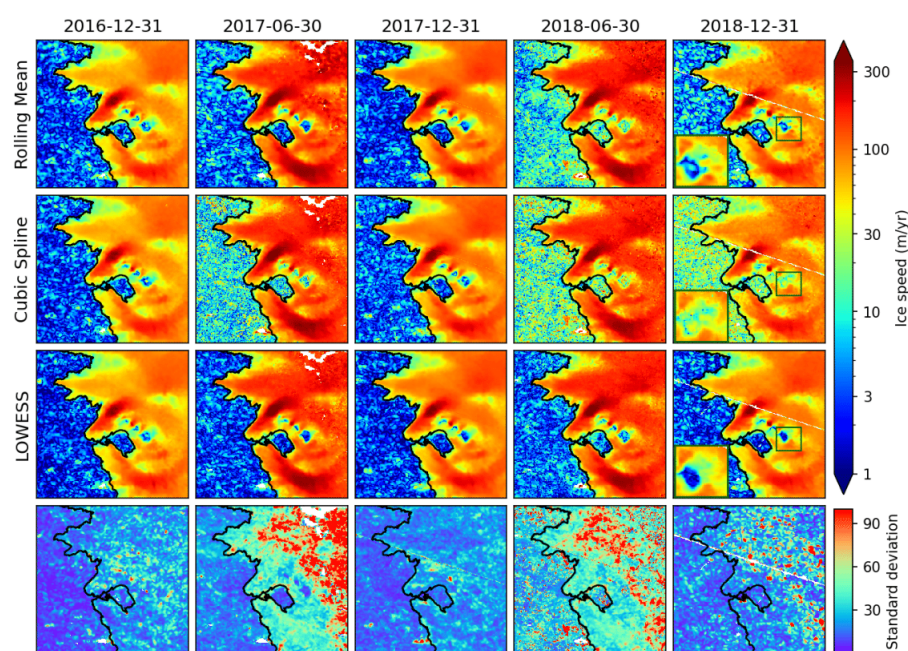 2016-12-31 2017-06-30 2017-12-31 2018-06-30 2018-12-31
Rolling Mean
Cubic Spline
LOWESS
300
100
30
10
3
1
Ice speed (m/yr)
90
60
30
Standard deviation